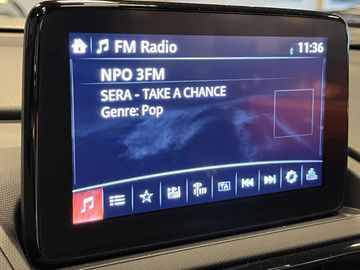 FM Radio
11:36
NPO 3FM
SERA - TAKE A CHANCE
Genre: Pop
TA